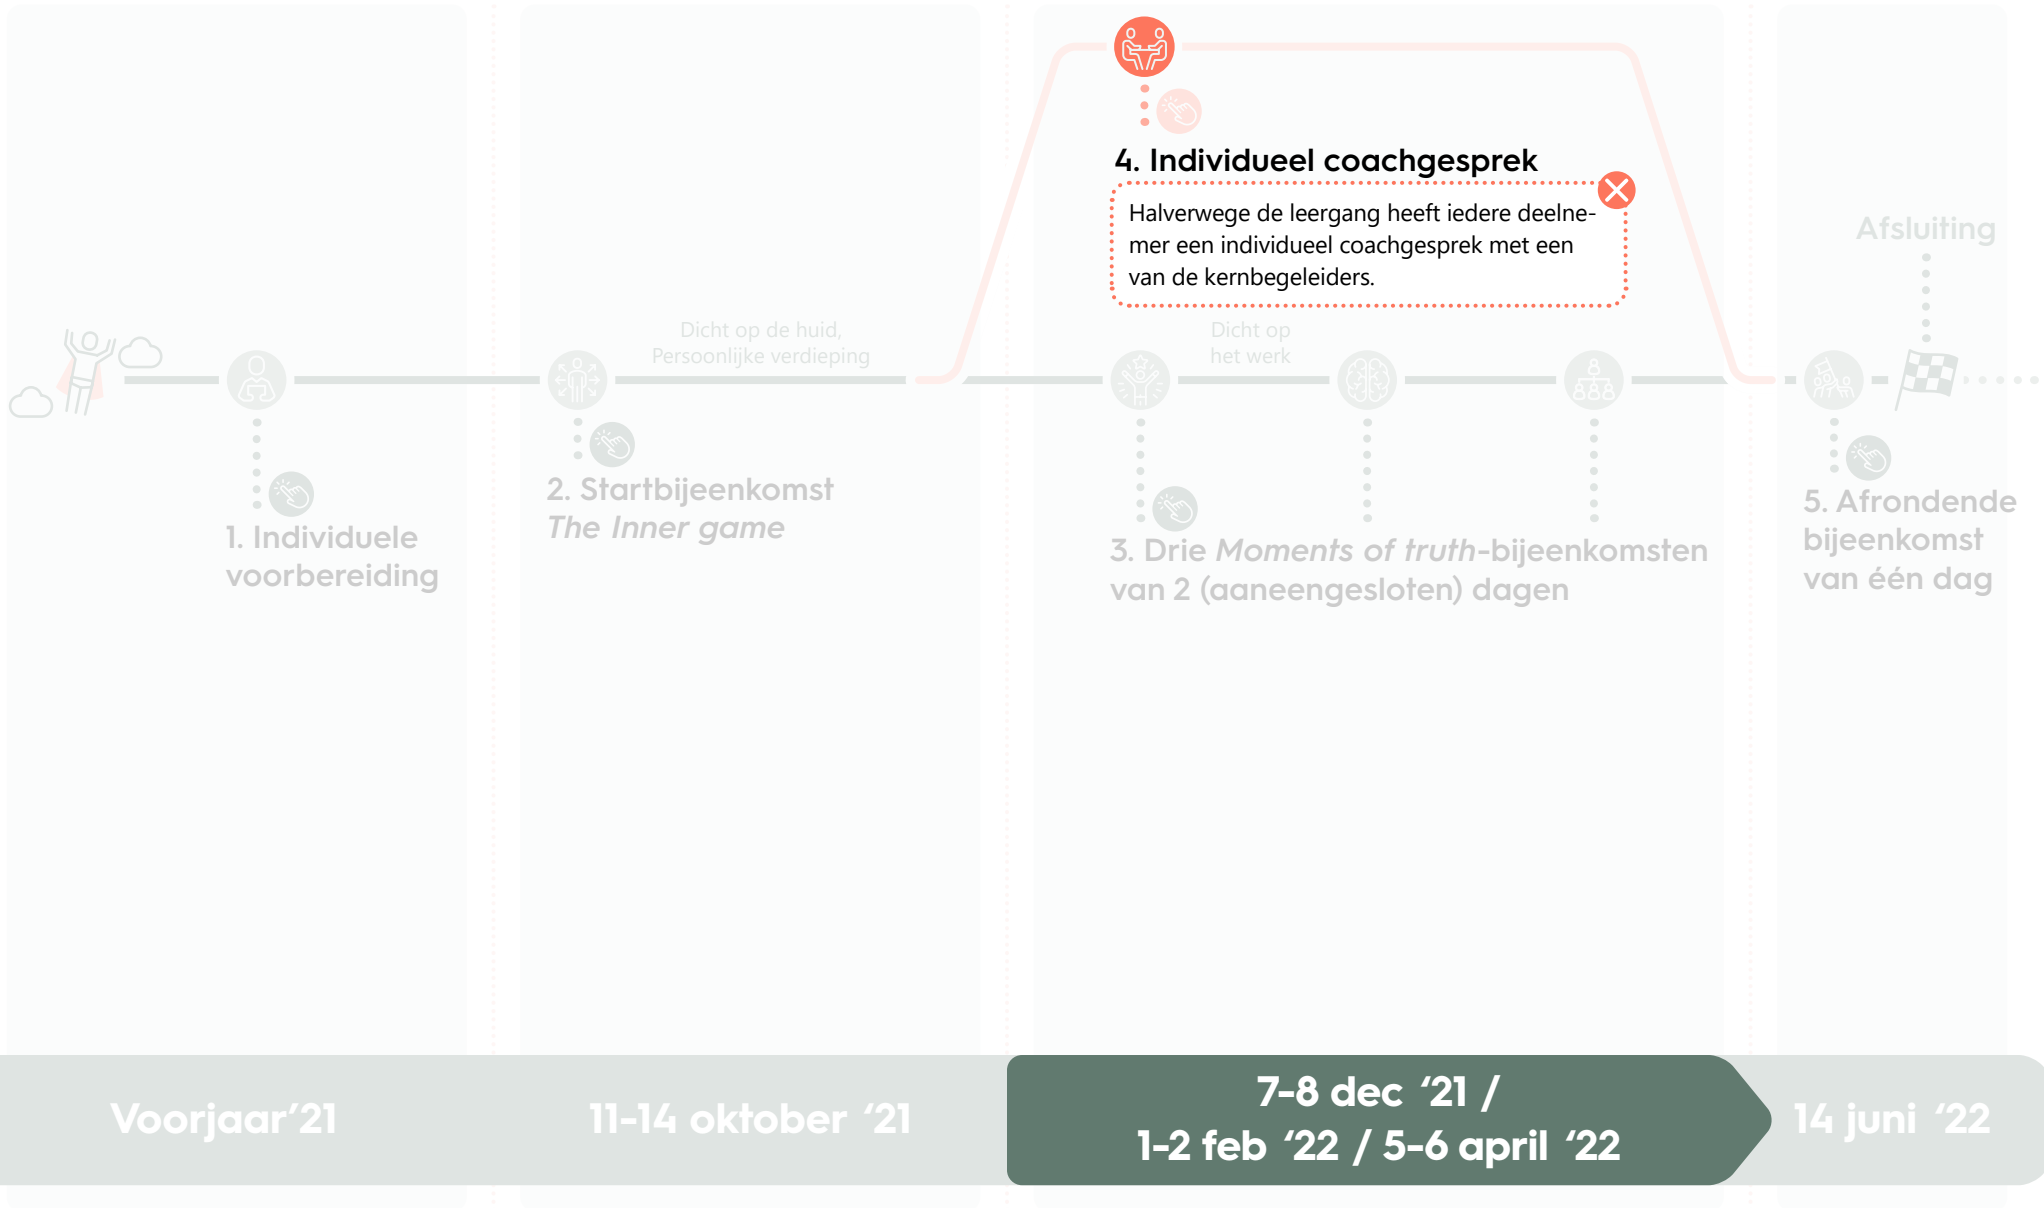 4. Individueel coachgesprek
Halverwege de leergang heeft iedere deelne-
mer een individueel coachgesprek met een
van de kernbegeleiders.
Afsluiting
Dicht op de huid,
Persoonlijke verdieping
Dicht op
het werk
1. Individuele
voorbereiding
2. Startbijeenkomst
The Inner game
3. Drie Moments of truth-bijeenkomsten
van 2 (aaneengesloten) dagen
5. Afrondende
bijeenkomst
van één dag
Voorjaar’21
11-14 oktober ‘21
7-8 dec ‘21 /
1-2 feb ‘22 / 5-6 april ‘22
14 juni ‘22